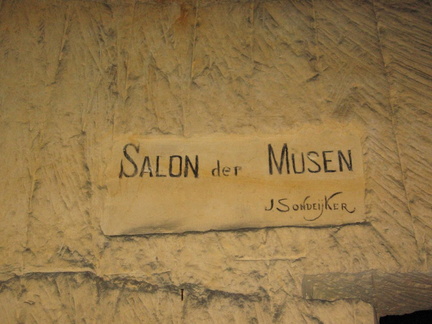 SALON der MUSEN
J SONDEIJKER